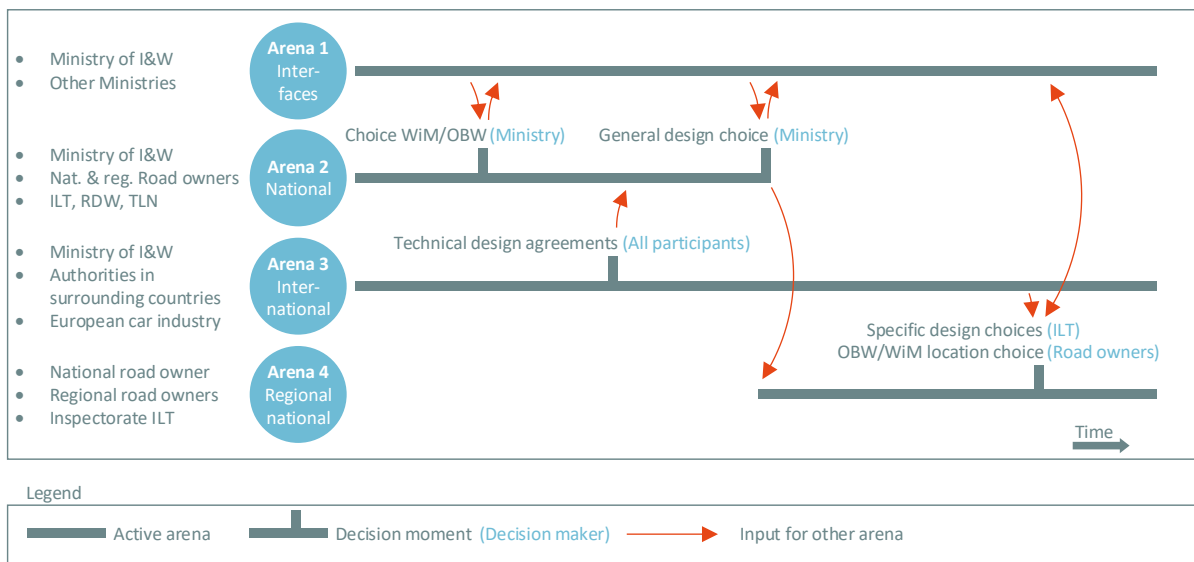 • Ministry of I&W
• Other Ministries
Arena 1
Inter-
faces
Choice WiM/OBW (Ministry)
General design choice (Ministry)
• Ministry of I&W
• Nat. & reg. Road owners
• ILT, RDW, TLN
Arena 2
National
Technical design agreements (All participants)
• Ministry of I&W
• Authorities in
surrounding countries
• European car industry
Arena 3
Inter-
national
Specific design choices (ILT)
OBW/WiM location choice (Road owners)
• National road owner
• Regional road owners
• Inspectorate ILT
Arena 4
Regional
national
Time
Legend
Active arena
Decision moment (Decision maker)
Input for other arena